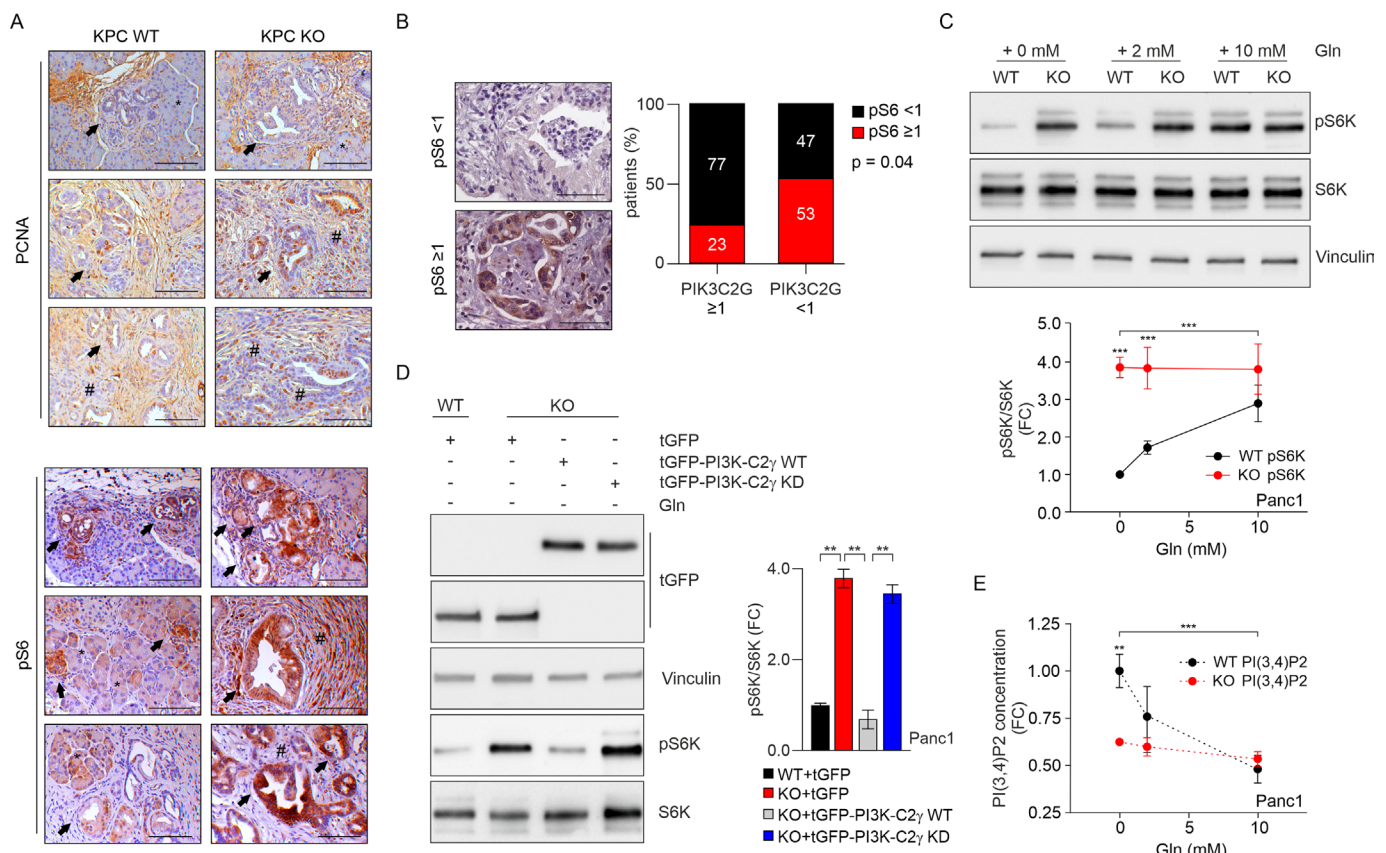 A
KPC WT
KPC KO
PCNA
*
*
#
#
#
#
pS6
*
*
#
*
#
B
pS6 <1
pS6 ≥1
patients (%)
100
50
0
77
23
47
53
PIK3C2G
≥1
PIK3C2G
<1
pS6 <1
pS6 ≥1
p = 0.04
C
+ 0 mM
+ 2 mM
+ 10 mM
Gln
WT
KO
WT
KO
WT
KO
pS6K
S6K
Vinculin
pS6K/S6K
(FC)
5.0
4.0
3.0
2.0
1.0
0.0
***
***
***
WT pS6K
KO pS6K
Panc1
0
5
10
Gln (mM)
D
WT
KO
+ + - - tGFP
- - + - tGFP-PI3K-C2γ WT
- - - + tGFP-PI3K-C2γ KD
- - - - Gln
tGFP
Vinculin
pS6K
S6K
pS6K/S6K (FC)
4.0
2.0
0.0
**
**
**
Panc1
WT+tGFP
KO+tGFP
KO+tGFP-PI3K-C2γ WT
KO+tGFP-PI3K-C2γ KD
E
PI(3,4)P2 concentration
(FC)
1.25
1.00
0.75
0.50
0.25
***
**
WT PI(3,4)P2
KO PI(3,4)P2
Panc1
0
5
10
Gln (mM)